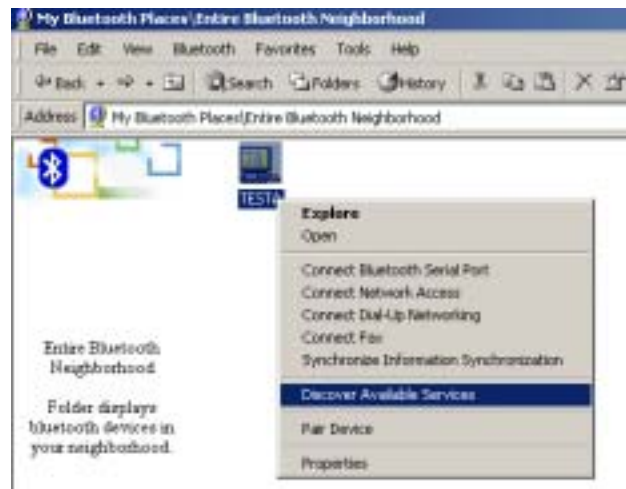 My Bluetooth Places\Entire Bluetooth Neighborhood
File Edit View Bluetooth Favorites Tools Help
Back Search Folders History
Address My Bluetooth Places\Entire Bluetooth Neighborhood
TESTA
Explore
Open
Connect Bluetooth Serial Port
Connect Network Access
Connect Dial-Up Networking
Connect Fax
Synchronize Information Synchronization
Discover Available Services
Pair Device
Properties
Entire Bluetooth
Neighborhood
Folder displays
bluetooth devices in
your neighborhood.